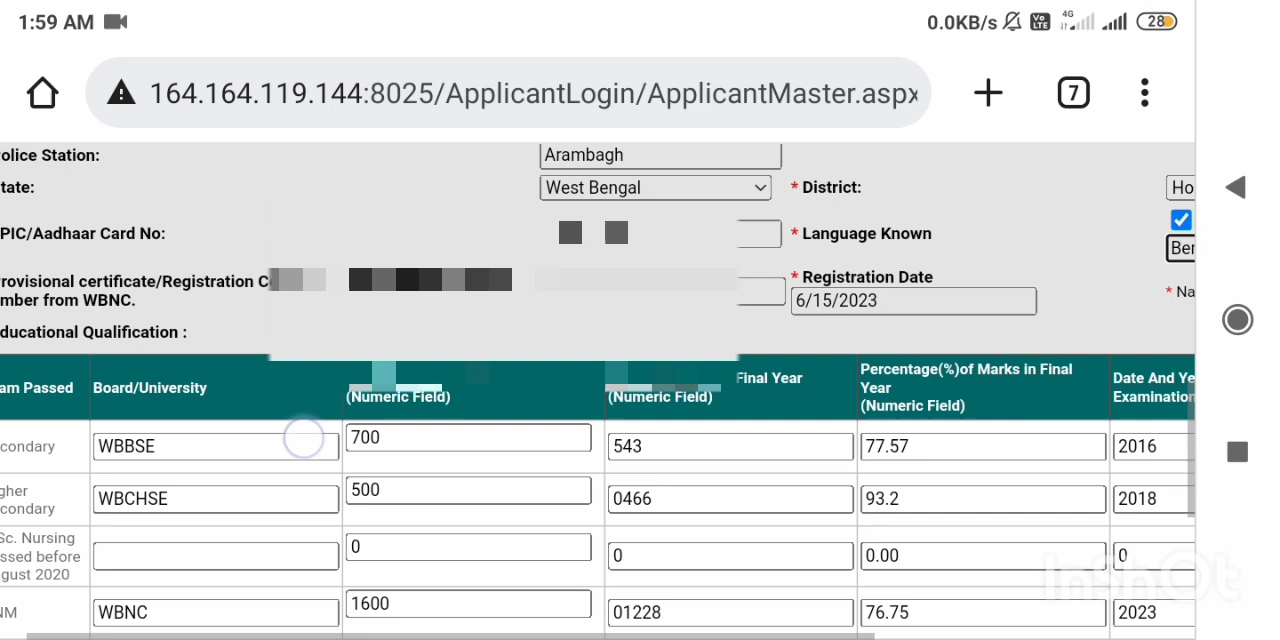 1:59 AM
0.0KB/s
Vo LTE
4G
28
164.164.119.144:8025/ApplicantLogin/ApplicantMaster.aspx
7
olice Station:
Arambagh
tate:
West Bengal
* District:
Ho
PIC/Aadhaar Card No:
* Language Known
Ber
rovisional certificate/Registration C
mber from WBNC.
* Registration Date
6/15/2023
* Na
ducational Qualification :
am Passed
Board/University
(Numeric Field)
Final Year
(Numeric Field)
Percentage(%)of Marks in Final
Year
(Numeric Field)
Date And Ye
Examination
condary
WBBSE
700
543
77.57
2016
gher
condary
WBCHSE
500
0466
93.2
2018
Sc. Nursing
ssed before
gust 2020
0
0
0.00
0
NM
WBNC
1600
01228
76.75
2023
InShOt